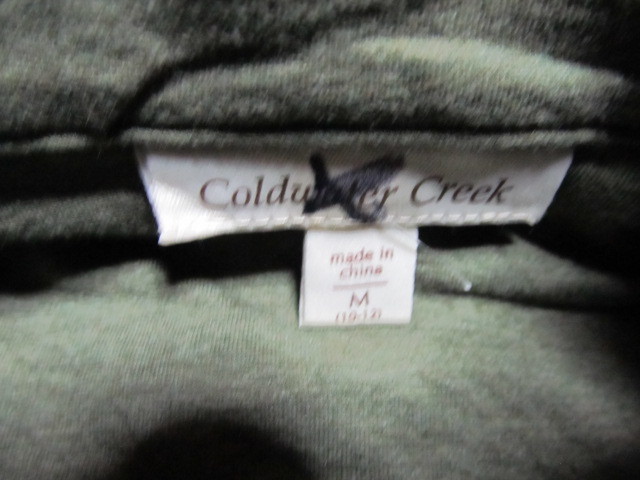 Coldwater Creek
made in
china
M
(10-12)